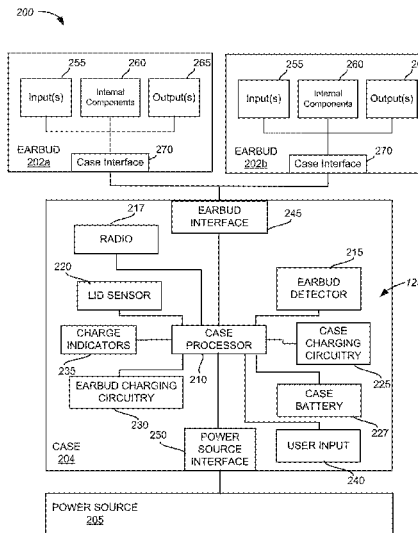 200
255
260
265
255
260
Input(s)
Internal
Components
Output(s)
Input(s)
Internal
Components
Output(s)
EARBUD
202a
Case Interface
270
EARBUD
202b
Case Interface
270
217
EARBUD
INTERFACE
245
RADIO
215
220
EARBUD
DETECTOR
LID SENSOR
CHARGE
INDICATORS
CASE
PROCESSOR
CASE
CHARGING
CIRCUITRY
235
210
225
EARBUD CHARGING
CIRCUITRY
CASE
BATTERY
230
250
227
POWER
SOURCE
INTERFACE
USER INPUT
CASE
204
240
POWER SOURCE
205